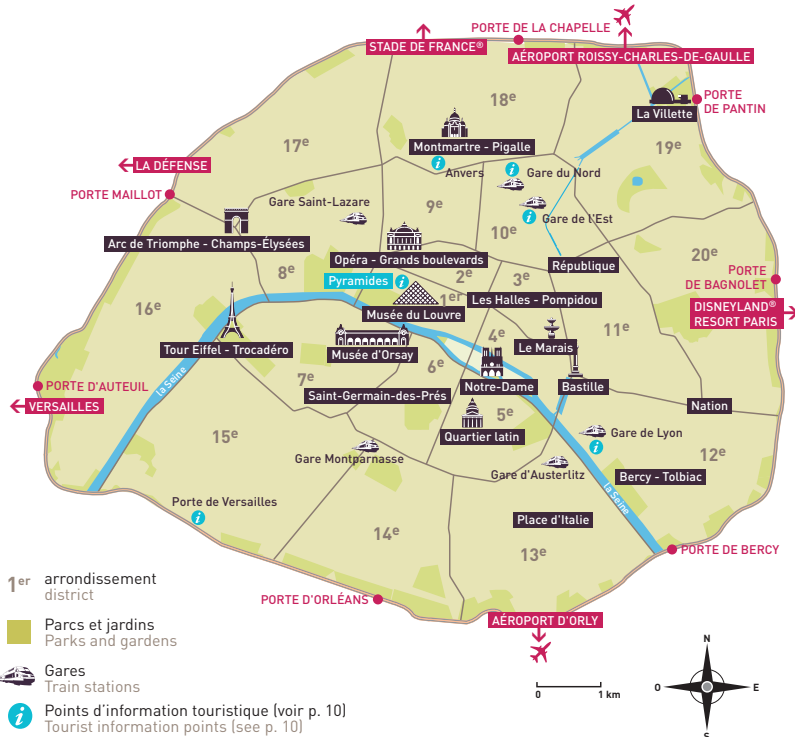 PORTE DE LA CHAPELLE
STADE DE FRANCE®
AÉROPORT ROISSY-CHARLES-DE-GAULLE
18e
La Villette
PORTE
DE PANTIN
17e
Montmartre - Pigalle
19e
LA DÉFENSE
Anvers
Gare du Nord
PORTE MAILLOT
Gare Saint-Lazare
9e
Gare de l'Est
10e
Arc de Triomphe - Champs-Élysées
Opéra - Grands boulevards
République
20e
8e
Pyramides
2e
3e
PORTE
DE BAGNOLET
16e
1er
Les Halles - Pompidou
Musée du Louvre
DISNEYLAND®
RESORT PARIS
11e
4e
Tour Eiffel - Trocadéro
Musée d'Orsay
Le Marais
6e
7e
la Seine
PORTE D'AUTEUIL
Notre-Dame
Bastille
Saint-Germain-des-Prés
VERSAILLES
Nation
5e
15e
Quartier latin
Gare de Lyon
12e
Gare Montparnasse
Gare d'Austerlitz
Bercy - Tolbiac
la Seine
Porte de Versailles
Place d'Italie
14e
13e
PORTE DE BERCY
1er arrondissement
district
PORTE D'ORLÉANS
AÉROPORT D'ORLY
Parcs et jardins
Parks and gardens
Gares
Train stations
Points d'information touristique (voir p. 10)
Tourist information points (see p. 10)
0 1 km
N
O E
S